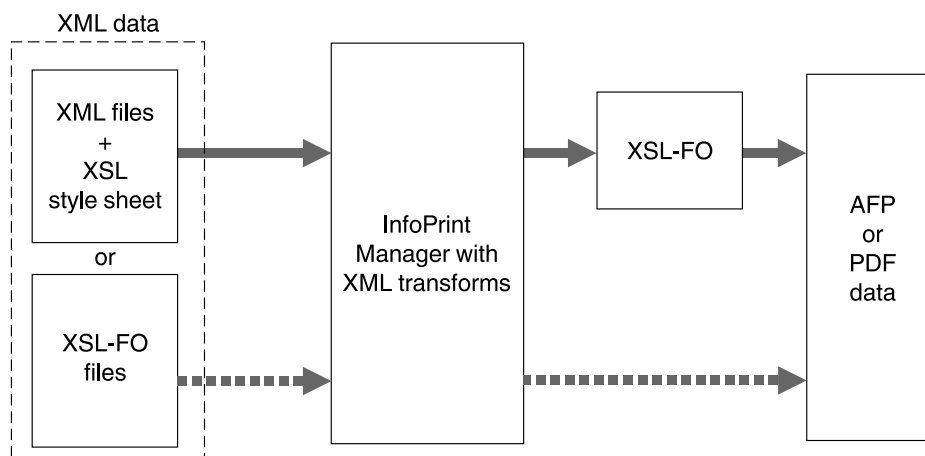 XML data
XML files
+
XSL
style sheet
or
XSL-FO
files
InfoPrint
Manager with
XML transforms
XSL-FO
AFP
or
PDF
data